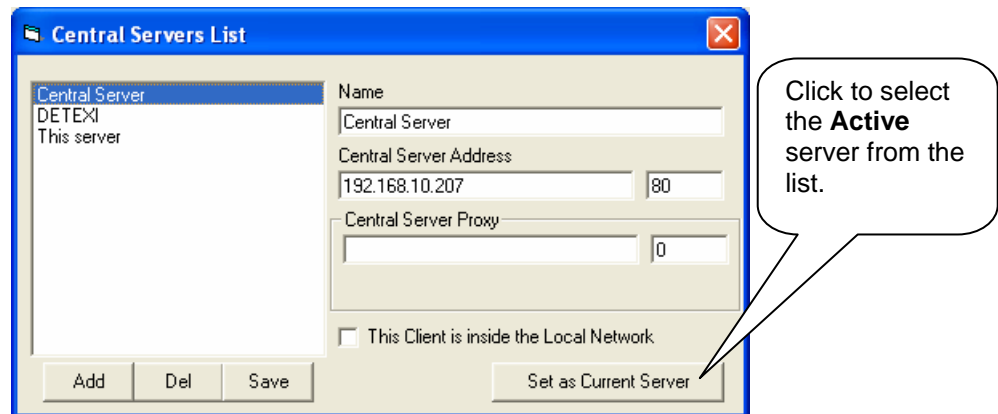 Central Servers List
Central Server
DETEXI
This server
Name
Central Server
Central Server Address
192.168.10.207 80
Central Server Proxy
0
This Client is inside the Local Network
Add Del Save Set as Current Server
Click to select
the Active
server from the
list.